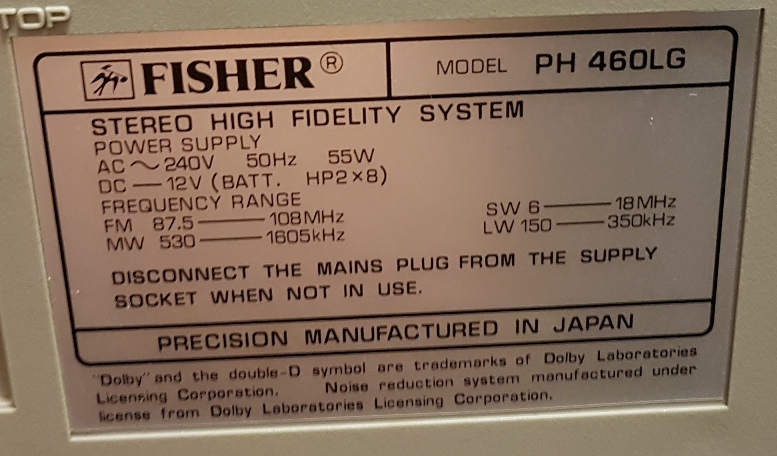 TOP
FISHER® MODEL PH 460LG
STEREO HIGH FIDELITY SYSTEM
POWER SUPPLY
AC ～ 240V 50Hz 55W
DC — 12V (BATT. HP2×8)
FREQUENCY RANGE
FM 87.5 — 108MHz SW 6 — 18MHz
MW 530 — 1605kHz LW 150 — 350kHz
DISCONNECT THE MAINS PLUG FROM THE SUPPLY
SOCKET WHEN NOT IN USE.
PRECISION MANUFACTURED IN JAPAN
"Dolby" and the double-D symbol are trademarks of Dolby Laboratories
Licensing Corporation. Noise reduction system manufactured under
license from Dolby Laboratories Licensing Corporation.